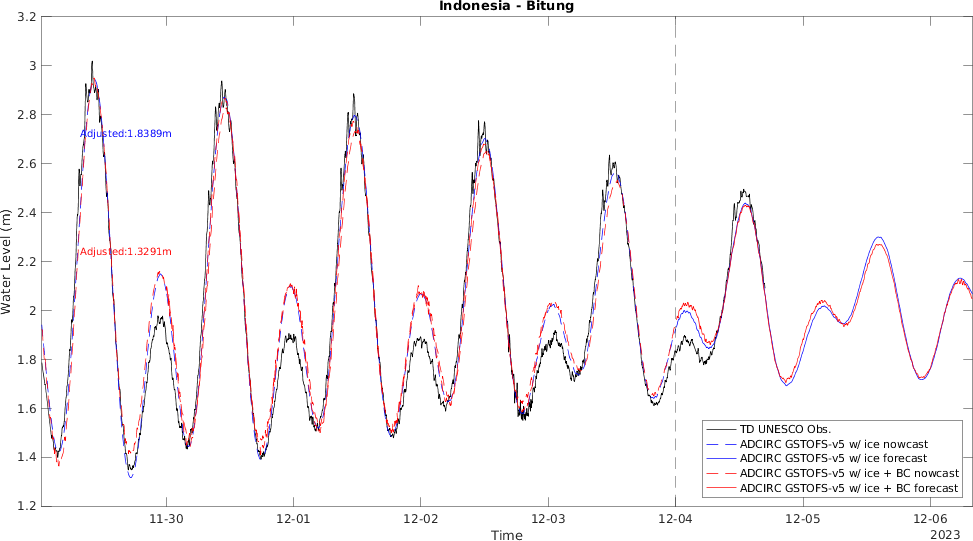 Indonesia - Bitung
3.2
3
2.8
2.6
2.4
2.2
2
1.8
1.6
1.4
1.2
Water Level (m)
Adjusted:1.8389m
Adjusted:1.3291m
TD UNESCO Obs.
ADCIRC GSTOFS-v5 w/ ice nowcast
ADCIRC GSTOFS-v5 w/ ice forecast
ADCIRC GSTOFS-v5 w/ ice + BC nowcast
ADCIRC GSTOFS-v5 w/ ice + BC forecast
11-30 12-01 12-02 12-03 12-04 12-05 12-06
Time
2023